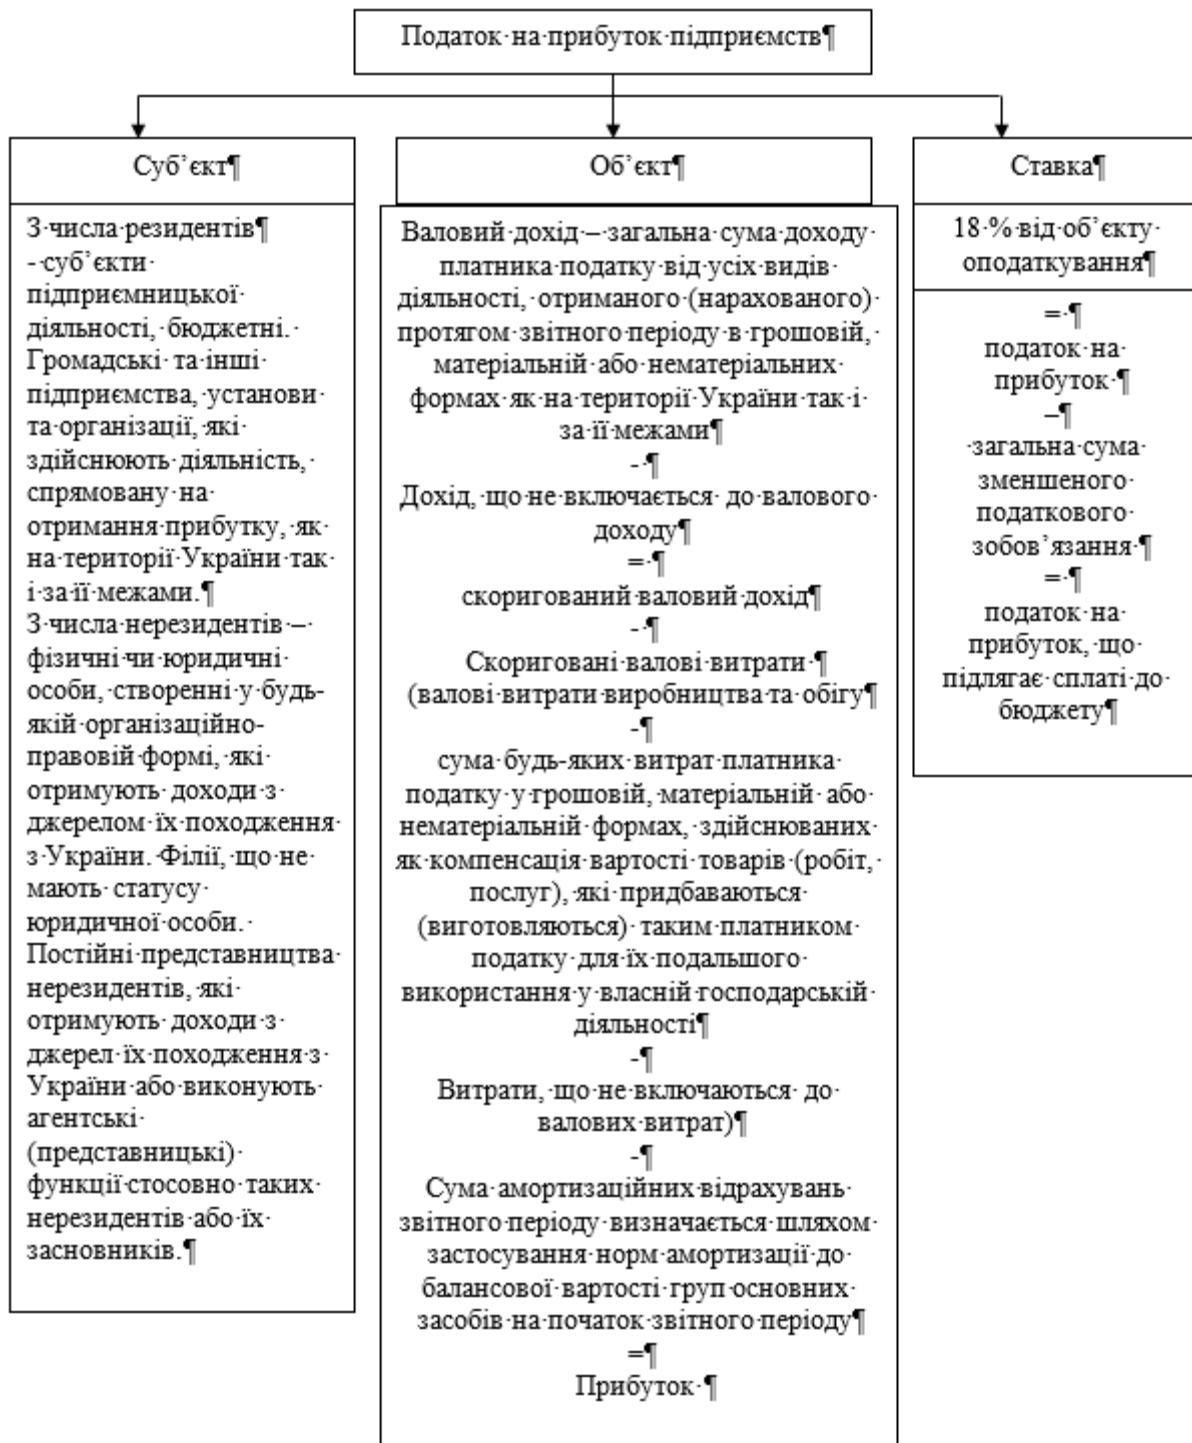 Податок на прибуток підприємств¶
Суб’єкт¶
З числа резидентів¶
- суб’єкти
підприємницької
діяльності, бюджетні.
Громадські та інші
підприємства, установи
та організації, які
здійснюють діяльність,
спрямовану на
отримання прибутку, як
на території України так
і за її межами.¶
З числа нерезидентів –
фізичні чи юридичні
особи, створенні у будь-
якій організаційно-
правовій формі, які
отримують доходи з
джерелом їх походження
з України. Філії, що не
мають статусу
юридичної особи.
Постійні представництва
нерезидентів, які
отримують доходи з
джерел їх походження з
України або виконують
агентські
(представницькі)
функції стосовно таких
нерезидентів або їх
засновників.¶
Об’єкт¶
Валовий дохід – загальна сума доходу
платника податку від усіх видів
діяльності, отриманого (нарахованого)
протягом звітного періоду в грошовій,
матеріальній або нематеріальних
формах як на території України так і
за її межами¶
- ¶
Дохід, що не включається до валового
доходу¶
= ¶
скоригований валовий дохід¶
- ¶
Скориговані валові витрати ¶
(валові витрати виробництва та обігу¶
-¶
сума будь-яких витрат платника
податку у грошовій, матеріальній або
нематеріальній формах, здійснюваних
як компенсація вартості товарів (робіт,
послуг), які придбаваються
(виготовляються) таким платником
податку для їх подальшого
використання у власній господарській
діяльності¶
-¶
Витрати, що не включаються до
валових витрат)¶
-¶
Сума амортизаційних відрахувань
звітного періоду визначається шляхом
застосування норм амортизації до
балансової вартості груп основних
засобів на початок звітного періоду¶
=¶
Прибуток ¶
Ставка¶
18 % від об’єкту
оподаткування¶
= ¶
податок на
прибуток ¶
–¶
загальна сума
зменшеного
податкового
зобов’язання ¶
= ¶
податок на
прибуток, що
підлягає сплаті до
бюджету¶